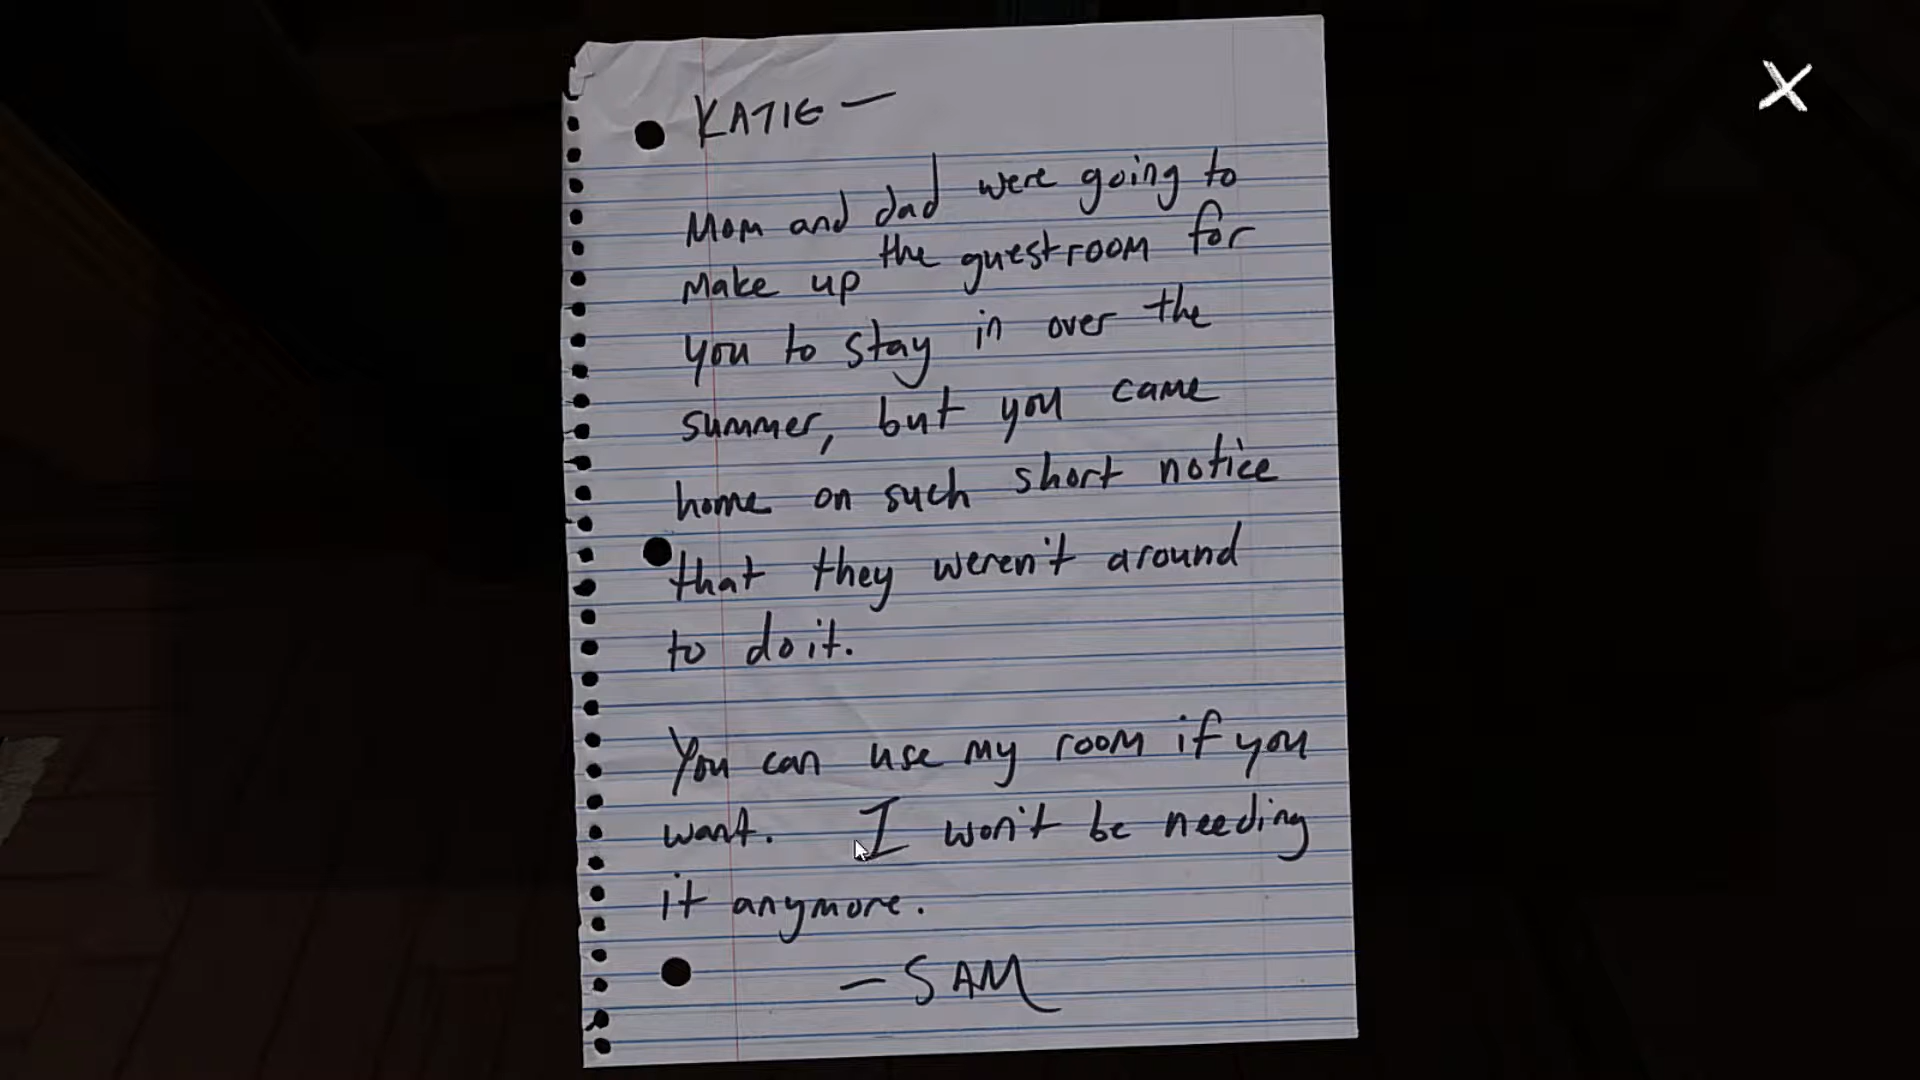 KATIE —
Mom and dad were going to
make up the guestroom for
you to stay in over the
summer, but you came
home on such short notice
that they weren't around
to do it.
You can use my room if you
want. I won't be needing
it anymore.
— SAM